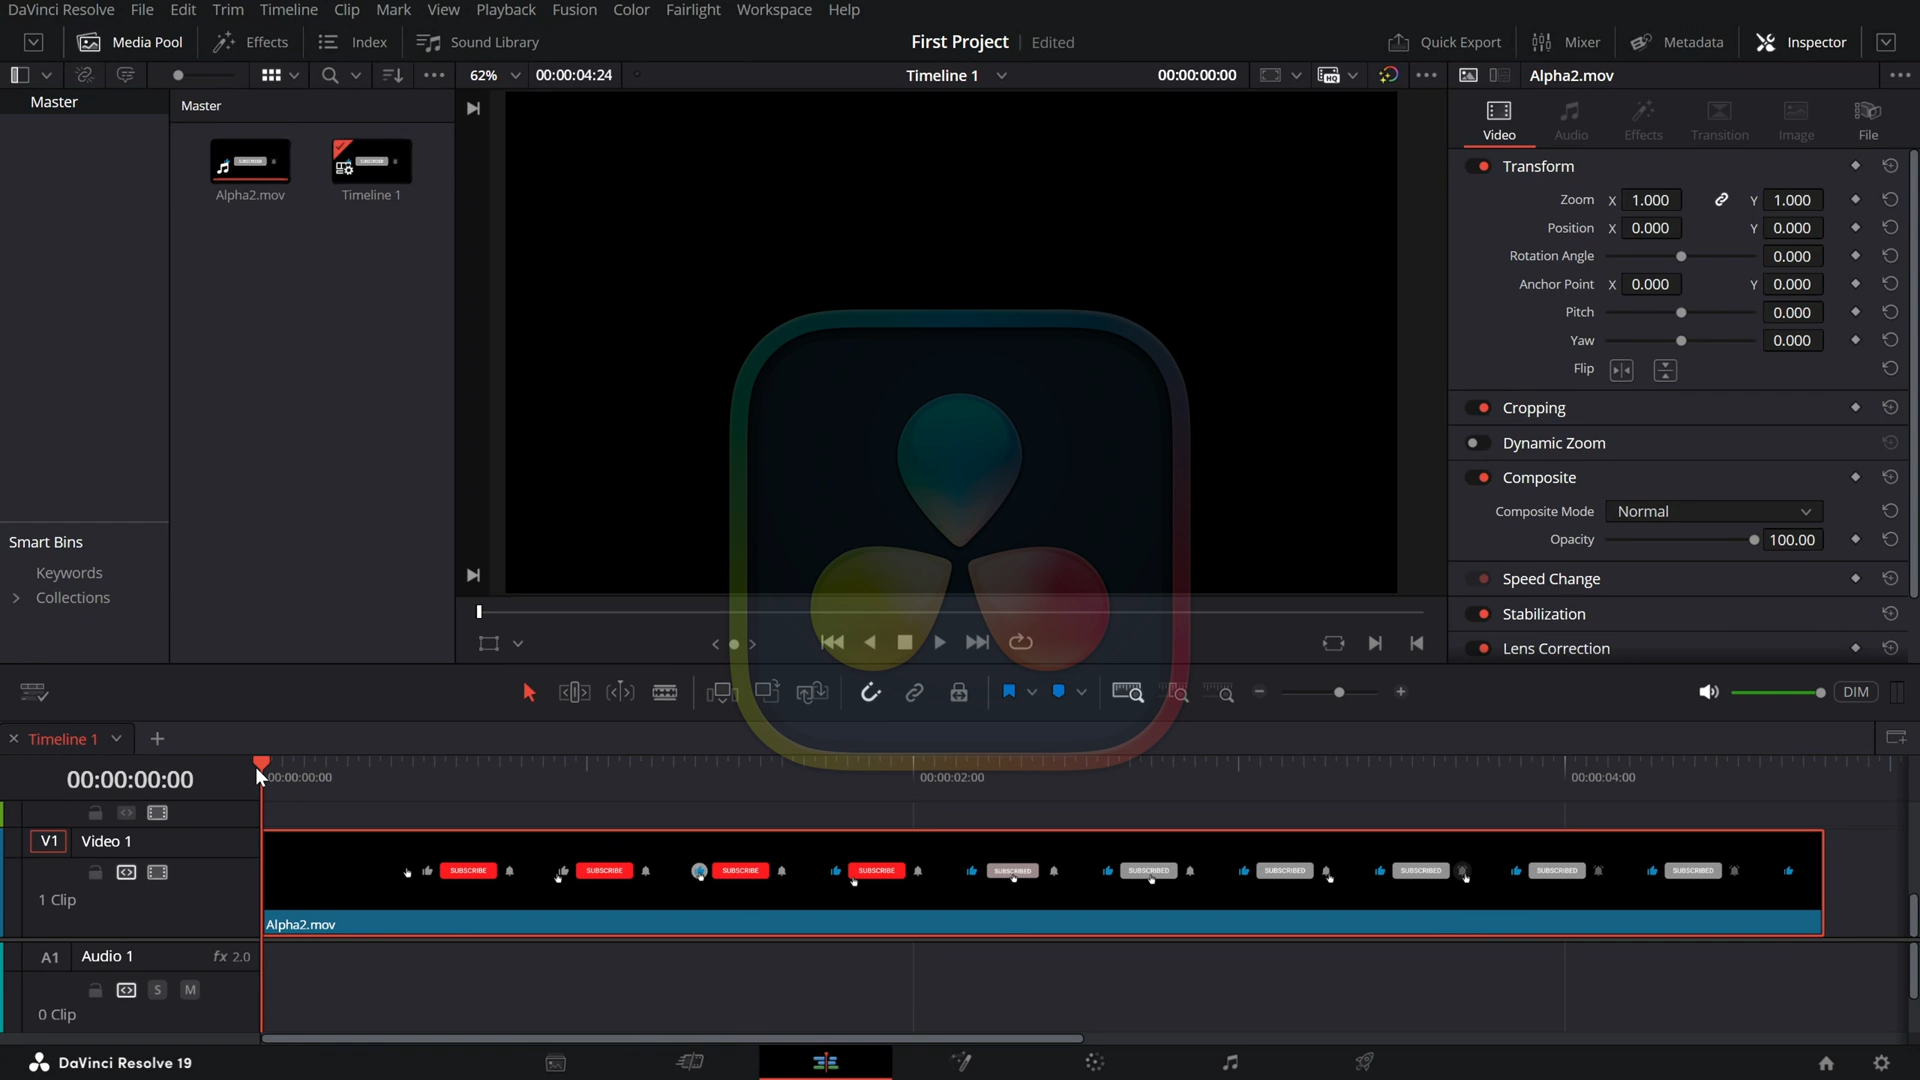 DaVinci Resolve File Edit Trim Timeline Clip Mark View Playback Fusion Color Fairlight Workspace Help
Media Pool Effects Index Sound Library First Project Edited Quick Export Mixer Metadata Inspector
62% 00:00:04:24 Timeline 1 00:00:00:00 HQ Alpha2.mov
Master
Master
Video Audio Effects Transition Image File
SUBSCRIBED SUBSCRIBED
Alpha2.mov Timeline 1
Transform
Zoom X 1.000 Y 1.000
Position X 0.000 Y 0.000
Rotation Angle 0.000
Anchor Point X 0.000 Y 0.000
Pitch 0.000
Yaw 0.000
Flip
Cropping
Dynamic Zoom
Composite
Composite Mode Normal
Opacity 100.00
Speed Change
Stabilization
Lens Correction
Smart Bins
Keywords
Collections
DIM
Timeline 1
00:00:00:00 00:00:00:00 00:00:02:00 00:00:04:00
V1 Video 1
SUBSCRIBE SUBSCRIBE SUBSCRIBE SUBSCRIBE SUBSCRIBED SUBSCRIBED SUBSCRIBED SUBSCRIBED SUBSCRIBED SUBSCRIBED
1 Clip
Alpha2.mov
A1 Audio 1 fx 2.0
S M
0 Clip
DaVinci Resolve 19